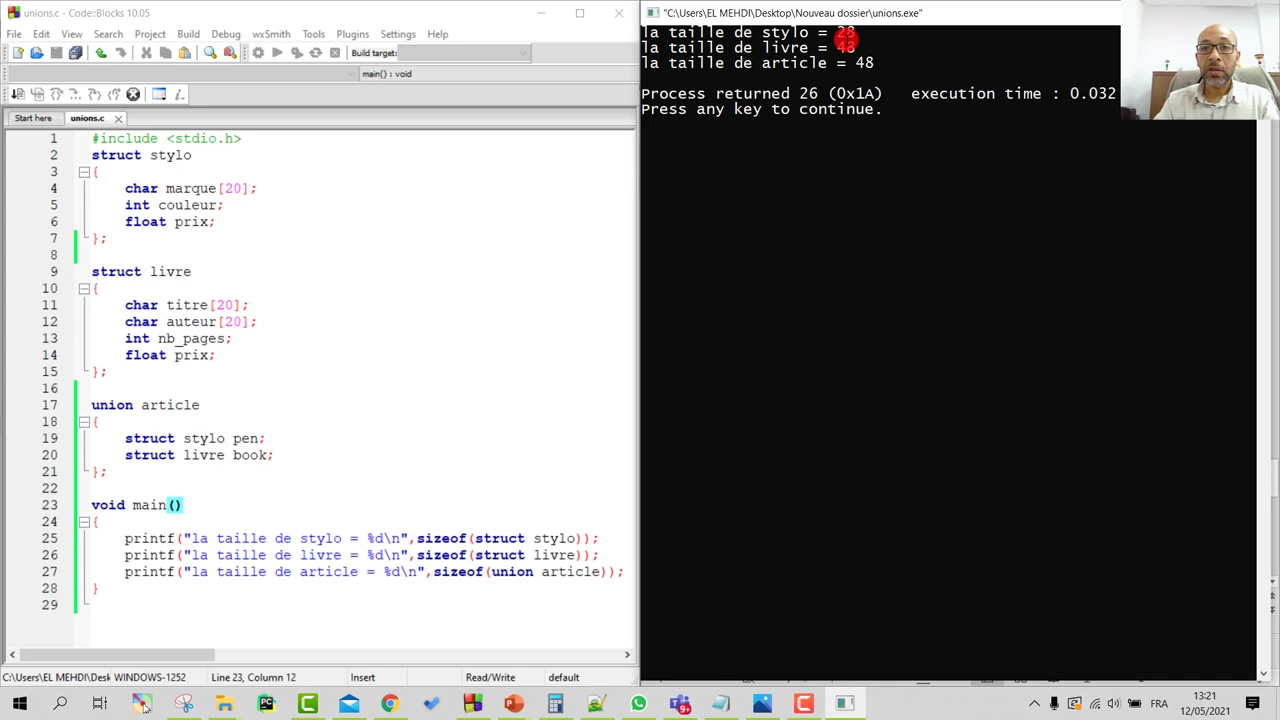 unions.c - Code::Blocks 10.05
File Edit View Search Project Build Debug wxSmith Tools Plugins Settings Help
Build target:
main() : void
Start here unions.c
1 #include <stdio.h>
2 struct stylo
3 {
4 char marque[20];
5 int couleur;
6 float prix;
7 };
8
9 struct livre
10 {
11 char titre[20];
12 char auteur[20];
13 int nb_pages;
14 float prix;
15 };
16
17 union article
18 {
19 struct stylo pen;
20 struct livre book;
21 };
22
23 void main()
24 {
25 printf("la taille de stylo = %d\n",sizeof(struct stylo));
26 printf("la taille de livre = %d\n",sizeof(struct livre));
27 printf("la taille de article = %d\n",sizeof(union article));
28 }
29
C:\Users\EL MEHDI\Desk WINDOWS-1252 Line 23, Column 12 Insert Read/Write default
"C:\Users\EL MEHDI\Desktop\Nouveau dossier\unions.exe"
la taille de stylo = 28
la taille de livre = 48
la taille de article = 48
Process returned 26 (0x1A) execution time : 0.032
Press any key to continue.
FRA
13:21
12/05/2021